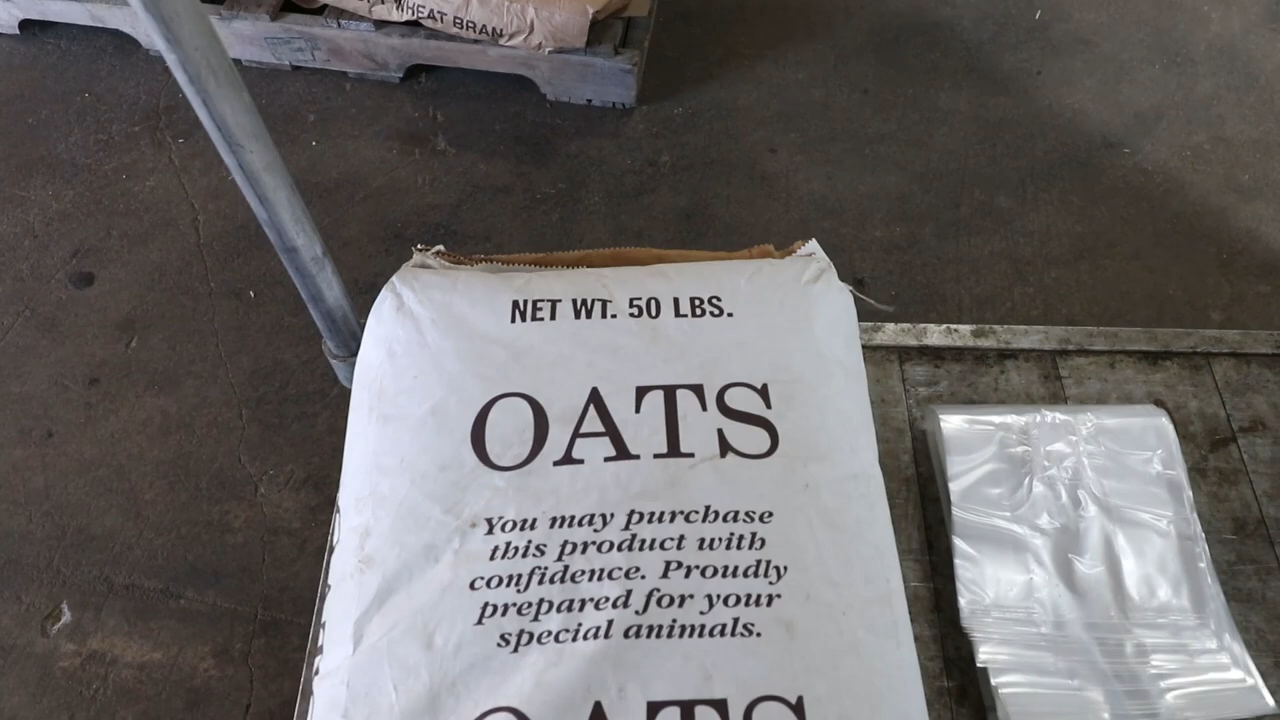 WHEAT BRAN
NET WT. 50 LBS.
OATS
You may purchase
this product with
confidence. Proudly
prepared for your
special animals.
OATS